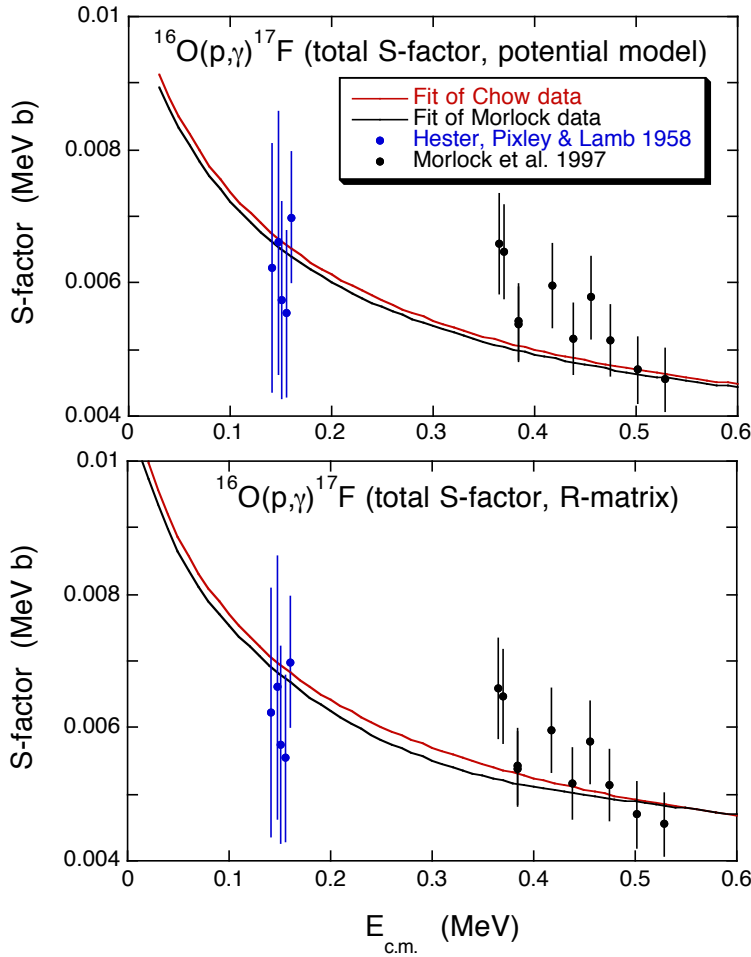 0.01
¹⁶O(p,γ)¹⁷F (total S-factor, potential model)
Fit of Chow data
Fit of Morlock data
Hester, Pixley & Lamb 1958
Morlock et al. 1997
0.008
S-factor (MeV b)
0.006
0.004
0 0.1 0.2 0.3 0.4 0.5 0.6
0.01
¹⁶O(p,γ)¹⁷F (total S-factor, R-matrix)
0.008
S-factor (MeV b)
0.006
0.004
0 0.1 0.2 0.3 0.4 0.5 0.6
E_c.m. (MeV)